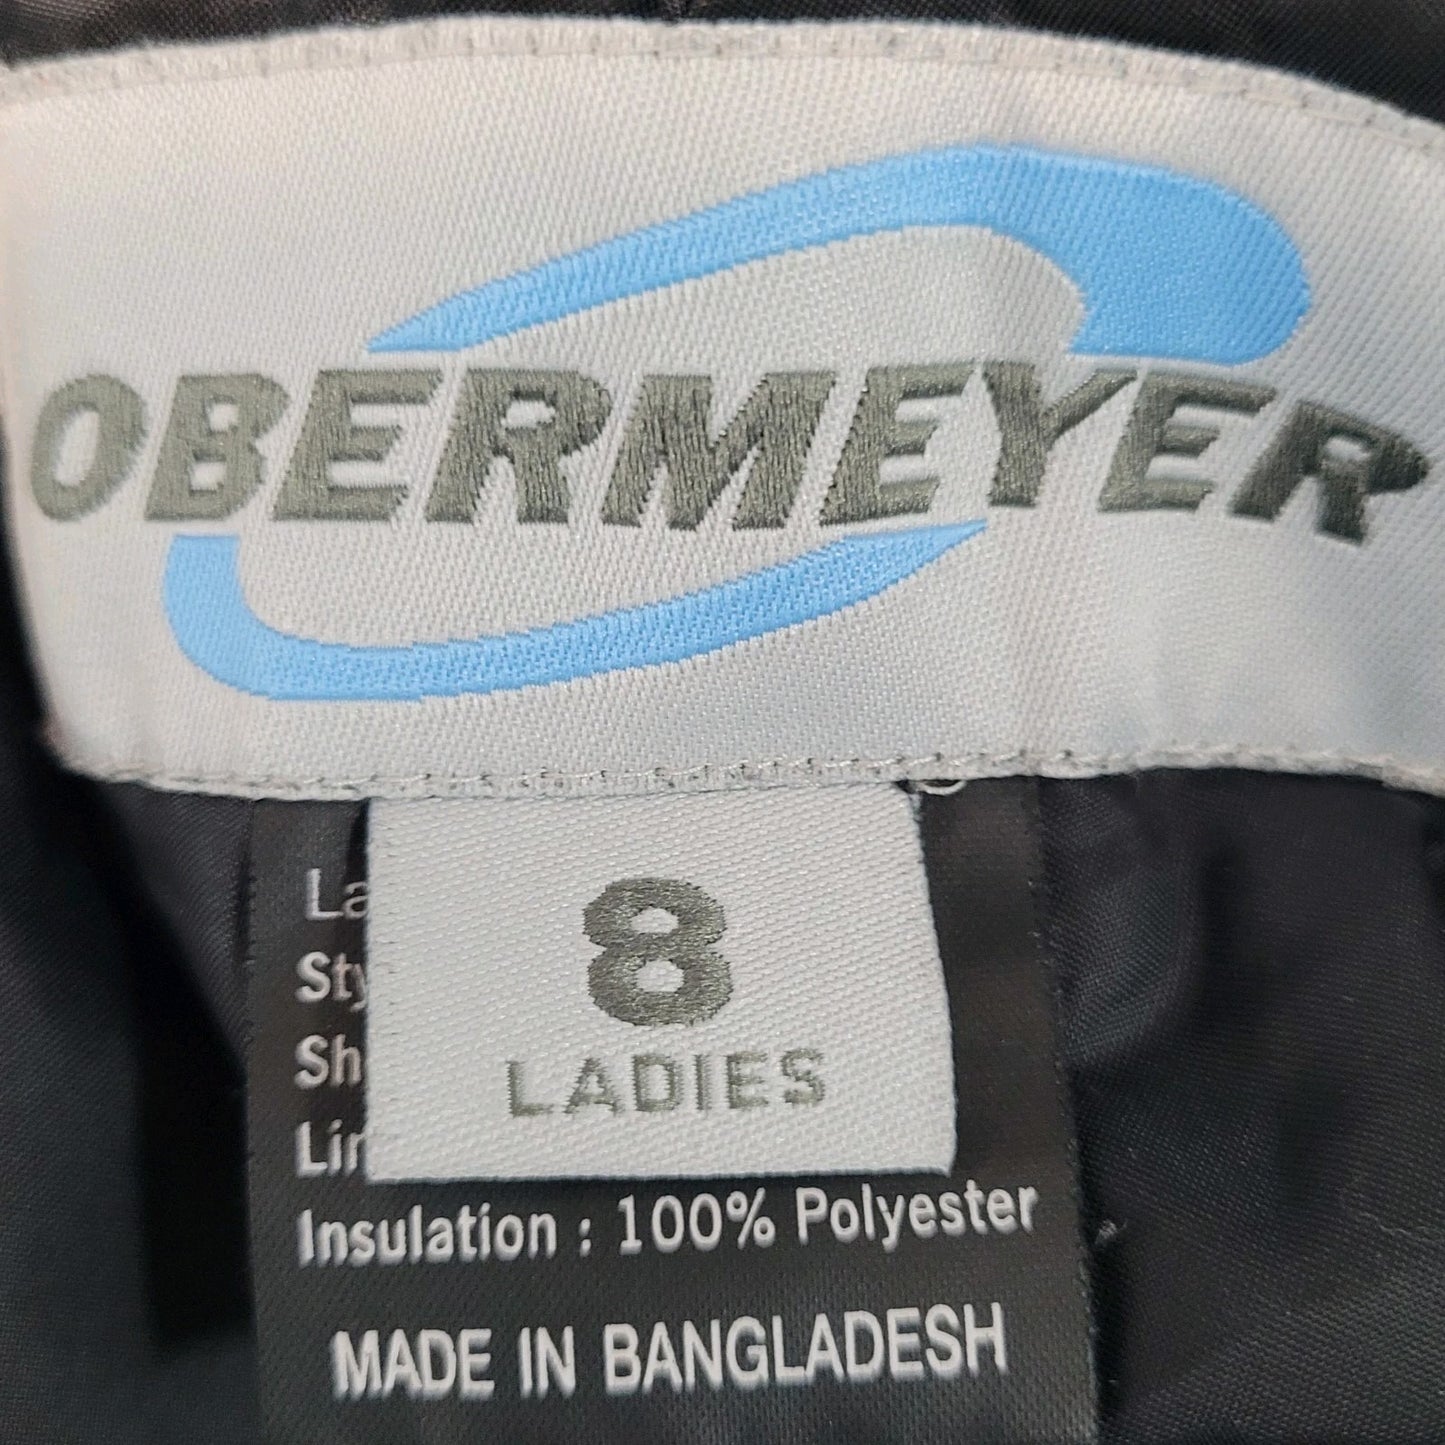 OBERMEYER
8
LADIES
Insulation : 100% Polyester
MADE IN BANGLADESH